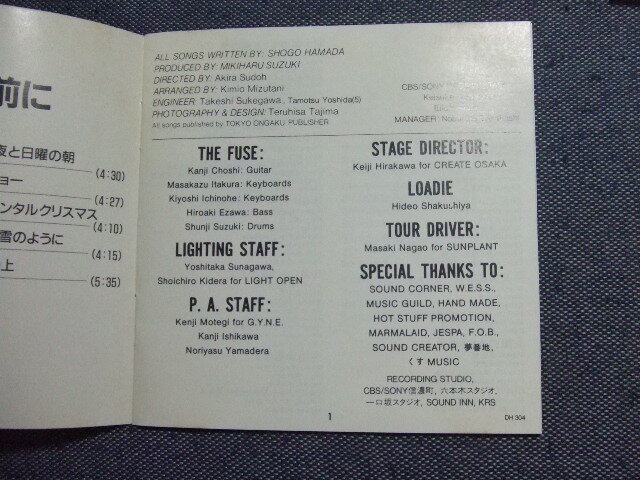 前に
夜と日曜の朝
(4:30)
ョー
(4:27)
ンタルクリスマス
(4:10)
雪のように
(4:15)
上
(5:35)
ALL SONGS WRITTEN BY: SHOGO HAMADA
PRODUCED BY: MIKIHARU SUZUKI
DIRECTED BY: Akira Sudoh
ARRANGED BY: Kimio Mizutani
ENGINEER: Takeshi Sukegawa, Tamotsu Yoshida(5)
PHOTOGRAPHY & DESIGN: Teruhisa Tajima
All songs published by TOKYO ONGAKU PUBLISHER
CBS/SONY
MANAGER:
THE FUSE:
Kanji Choshi: Guitar
Masakazu Itakura: Keyboards
Kiyoshi Ichinohe: Keyboards
Hiroaki Ezawa: Bass
Shunji Suzuki: Drums
LIGHTING STAFF:
Yoshitaka Sunagawa,
Shoichiro Kidera for LIGHT OPEN
P. A. STAFF:
Kenji Motegi for G.Y.N.E.
Kanji Ishikawa
Noriyasu Yamadera
STAGE DIRECTOR:
Keiji Hirakawa for CREATE OSAKA
LOADIE
Hideo Shakushiya
TOUR DRIVER:
Masaki Nagao for SUNPLANT
SPECIAL THANKS TO:
SOUND CORNER, W.E.S.S.,
MUSIC GUILD, HAND MADE,
HOT STUFF PROMOTION,
MARMALAID, JESPA, F.O.B.,
SOUND CREATOR, 夢番地,
くす MUSIC
RECORDING STUDIO,
CBS/SONY信濃町, 六本木スタジオ,
一口坂スタジオ, SOUND INN, KRS
1
DH 304